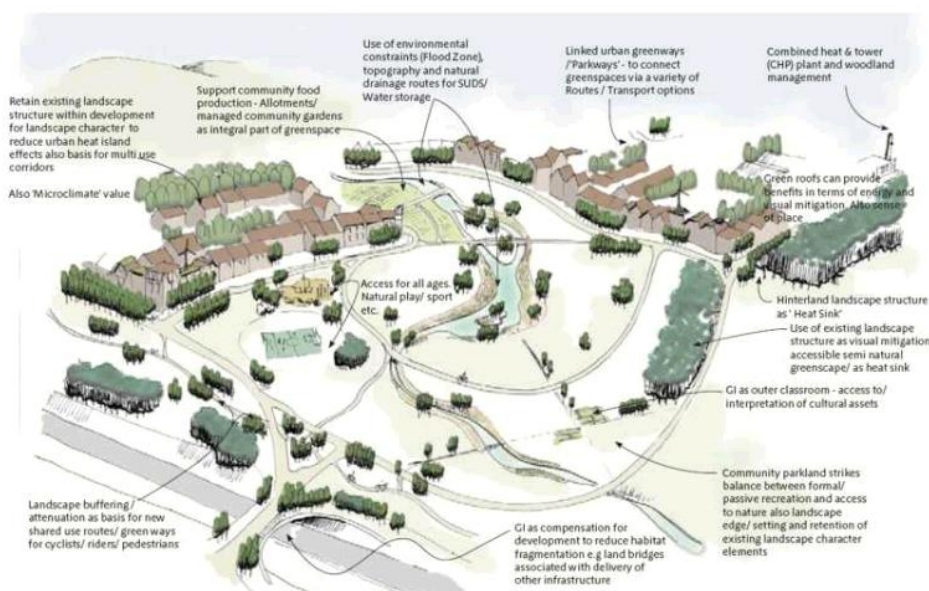 Use of environmental
constraints (Flood Zone),
topography and natural
drainage routes for SUDS/
Water storage
Linked urban greenways
/'Parkways'- to connect
greenspaces via a variety of
Routes / Transport options
Combined heat & tower
(CHP) plant and woodland
management
Retain existing landscape
structure within development
for landscape character to
reduce urban heat island
effects also basis for multi use
corridors
Also 'Microclimate' value
Support community food
production - Allotments/
managed community gardens
as integral part of greenspace
Green roofs can provide
benefits in terms of energy and
visual mitigation. Also sense
of place
Access for all ages.
Natural play/ sport
etc.
Hinterland landscape structure
as ' Heat Sink'
Use of existing landscape
structure as visual mitigation
accessible semi natural
greenscape/ as heat sink
GI as outer classroom - access to/
interpretation of cultural assets
Community parkland strikes
balance between formal/
passive recreation and access
to nature also landscape
edge/ setting and retention of
existing landscape character
elements
Landscape buffering /
attenuation as basis for new
shared use routes/ green ways
for cyclists/ riders/ pedestrians
GI as compensation for
development to reduce habitat
fragmentation e.g land bridges
associated with delivery of
other infrastructure